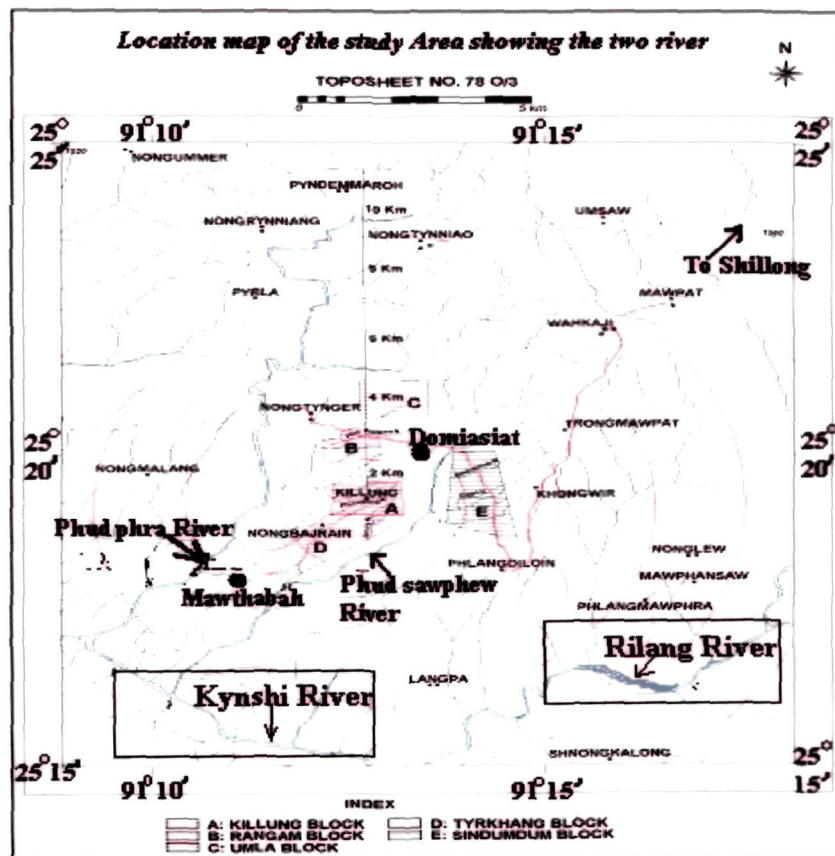 Location map of the study Area showing the two river
N
TOPOSHEET NO. 78 O/3
0 5 km
25° 91° 10' 91° 15' 25°
25' 25'
NONGUMMER
PYNDEMMAROH
10 Km
UMSAW
NONGRYNNIANG
NONGTYNNIAO
To Shillong
PYELA
MAWPAT
WAHKAJI
6 Km
4 Km
C
NONGTYNGER
TRONGMAWPAT
Domiasiat
25° 25°
B
20' 20'
NONGMALANG
2 Km
KILLUNG
KHONGWIR
A
E
Phud phra River
NONGBAJRAIN
D
NONGLEW
PHLANGDILOIN
MAWPHANSAW
Mawthabah
Phud sawphew
River
PHLANGMAWPHRA
Rilang River
LANGPA
Kynshi River
SHNONGKALONG
25° 15' 91° 10' 91° 15' 25°
15'
INDEX
A: KILLUNG BLOCK D: TYRKHANG BLOCK
B: RANGAM BLOCK E: SINDUMDUM BLOCK
C: UMLA BLOCK